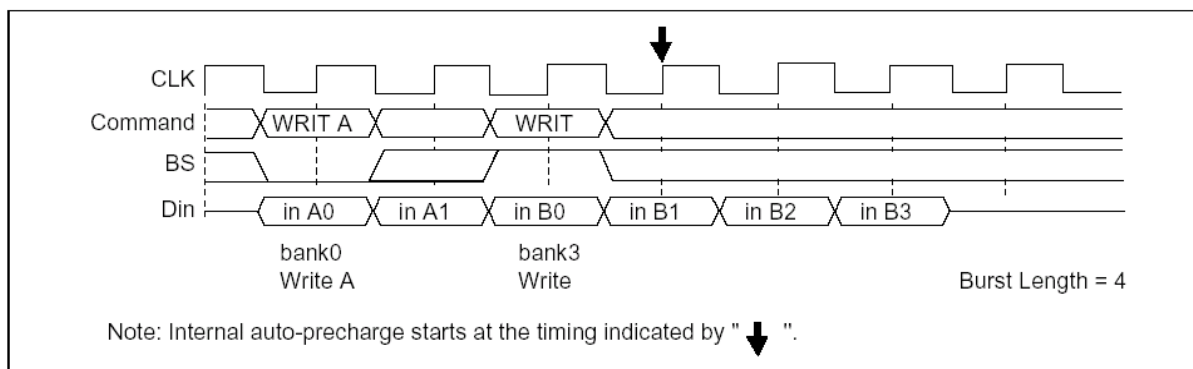 CLK
Command WRIT A WRIT
BS
Din in A0 in A1 in B0 in B1 in B2 in B3
bank0 bank3
Write A Write Burst Length = 4
Note: Internal auto-precharge starts at the timing indicated by " ".